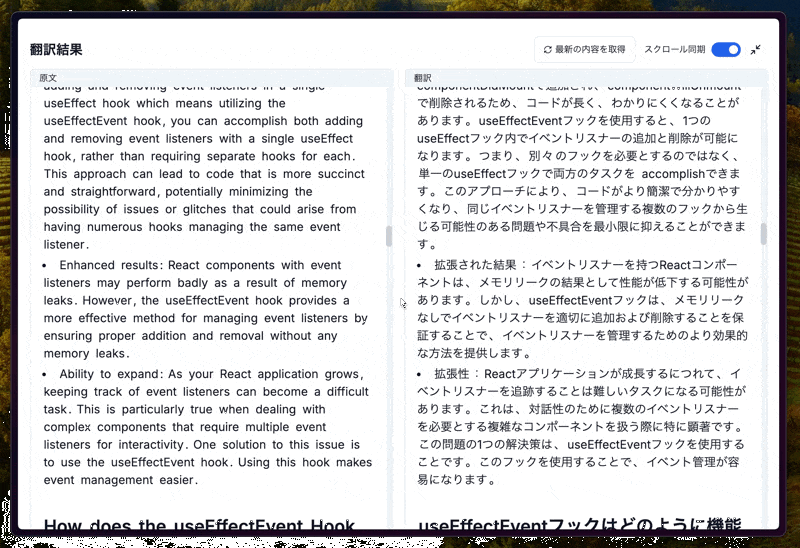 翻訳結果
最新の内容を取得
スクロール同期
原文
adding and removing event listeners in a single
useEffect hook which means utilizing the
useEffectEvent hook, you can accomplish both adding
and removing event listeners with a single useEffect
hook, rather than requiring separate hooks for each.
This approach can lead to code that is more succinct
and straightforward, potentially minimizing the
possibility of issues or glitches that could arise from
having numerous hooks managing the same event
listener.
• Enhanced results: React components with event
listeners may perform badly as a result of memory
leaks. However, the useEffectEvent hook provides a
more effective method for managing event listeners by
ensuring proper addition and removal without any
memory leaks.
• Ability to expand: As your React application grows,
keeping track of event listeners can become a difficult
task. This is particularly true when dealing with
complex components that require multiple event
listeners for interactivity. One solution to this issue is
to use the useEffectEvent hook. Using this hook makes
event management easier.
How does the useEffectEvent Hook
翻訳
componentDidMountで追加され、componentWillUnmount
で削除されるため、コードが長く、わかりにくくなることが
あります。useEffectEventフックを使用すると、1つの
useEffectフック内でイベントリスナーの追加と削除が可能に
なります。つまり、別々のフックを必要とするのではなく、
単一のuseEffectフックで両方のタスクを accomplishできま
す。このアプローチにより、コードがより簡潔で分かりやす
くなり、同じイベントリスナーを管理する複数のフックから生
じる可能性のある問題や不具合を最小限に抑えることができま
す。
• 拡張された結果：イベントリスナーを持つReactコンポー
ネントは、メモリリークの結果として性能が低下する可能性が
あります。しかし、useEffectEventフックは、メモリリーク
なしでイベントリスナーを適切に追加および削除することを保
証することで、イベントリスナーを管理するためのより効果的
な方法を提供します。
• 拡張性：Reactアプリケーションが成長するにつれて、イ
ベントリスナーを追跡することは難しいタスクになる可能性が
あります。これは、対話性のために複数のイベントリスナー
を必要とする複雑なコンポーネントを扱う際に特に顕著です。
この問題の1つの解決策は、useEffectEventフックを使用する
ことです。このフックを使用することで、イベント管理が容
易になります。
useEffectEventフックはどのように機能